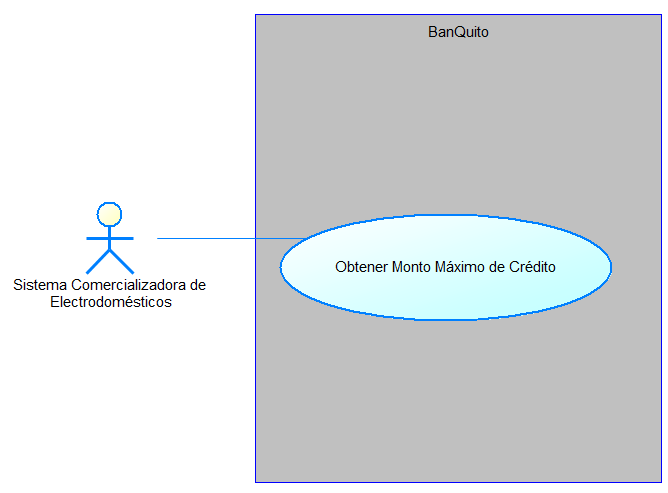 BanQuito
Obtener Monto Máximo de Crédito
Sistema Comercializadora de
Electrodomésticos